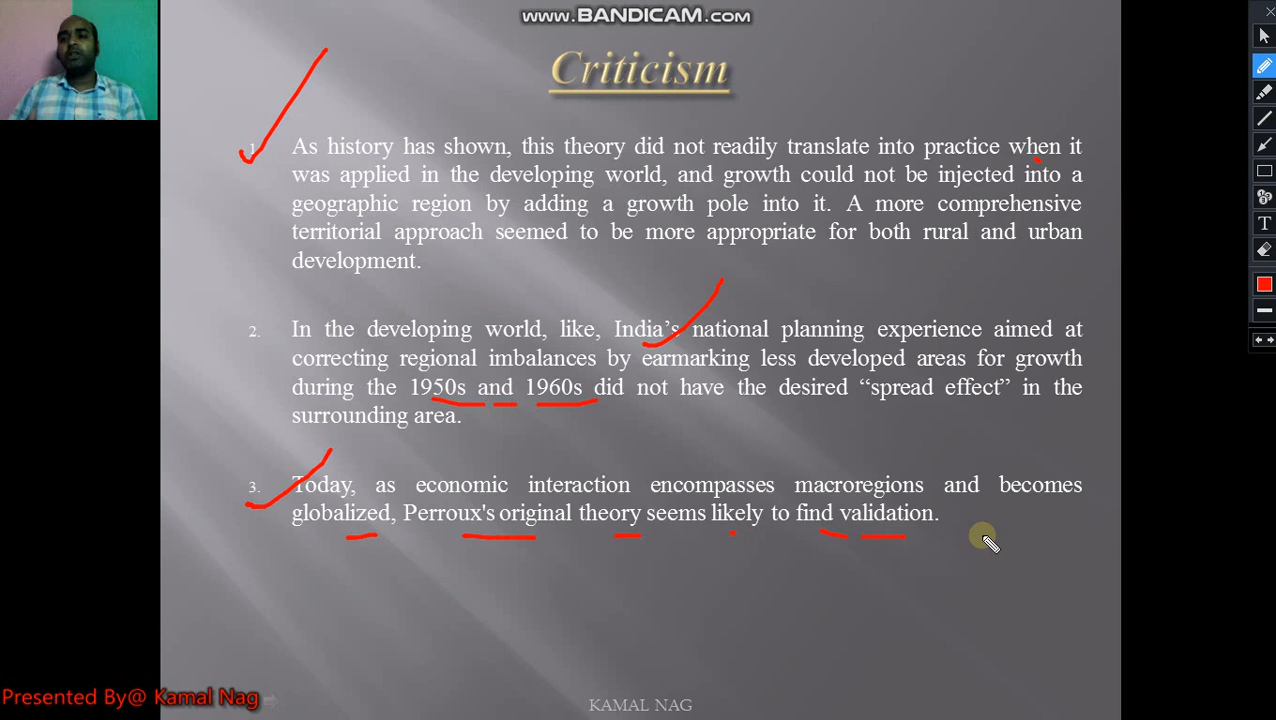 www.BANDICAM.com
Criticism
1. As history has shown, this theory did not readily translate into practice when it
was applied in the developing world, and growth could not be injected into a
geographic region by adding a growth pole into it. A more comprehensive
territorial approach seemed to be more appropriate for both rural and urban
development.
2. In the developing world, like, India's national planning experience aimed at
correcting regional imbalances by earmarking less developed areas for growth
during the 1950s and 1960s did not have the desired “spread effect” in the
surrounding area.
3. Today, as economic interaction encompasses macroregions and becomes
globalized, Perroux's original theory seems likely to find validation.
Presented By@ Kamal Nag
KAMAL NAG